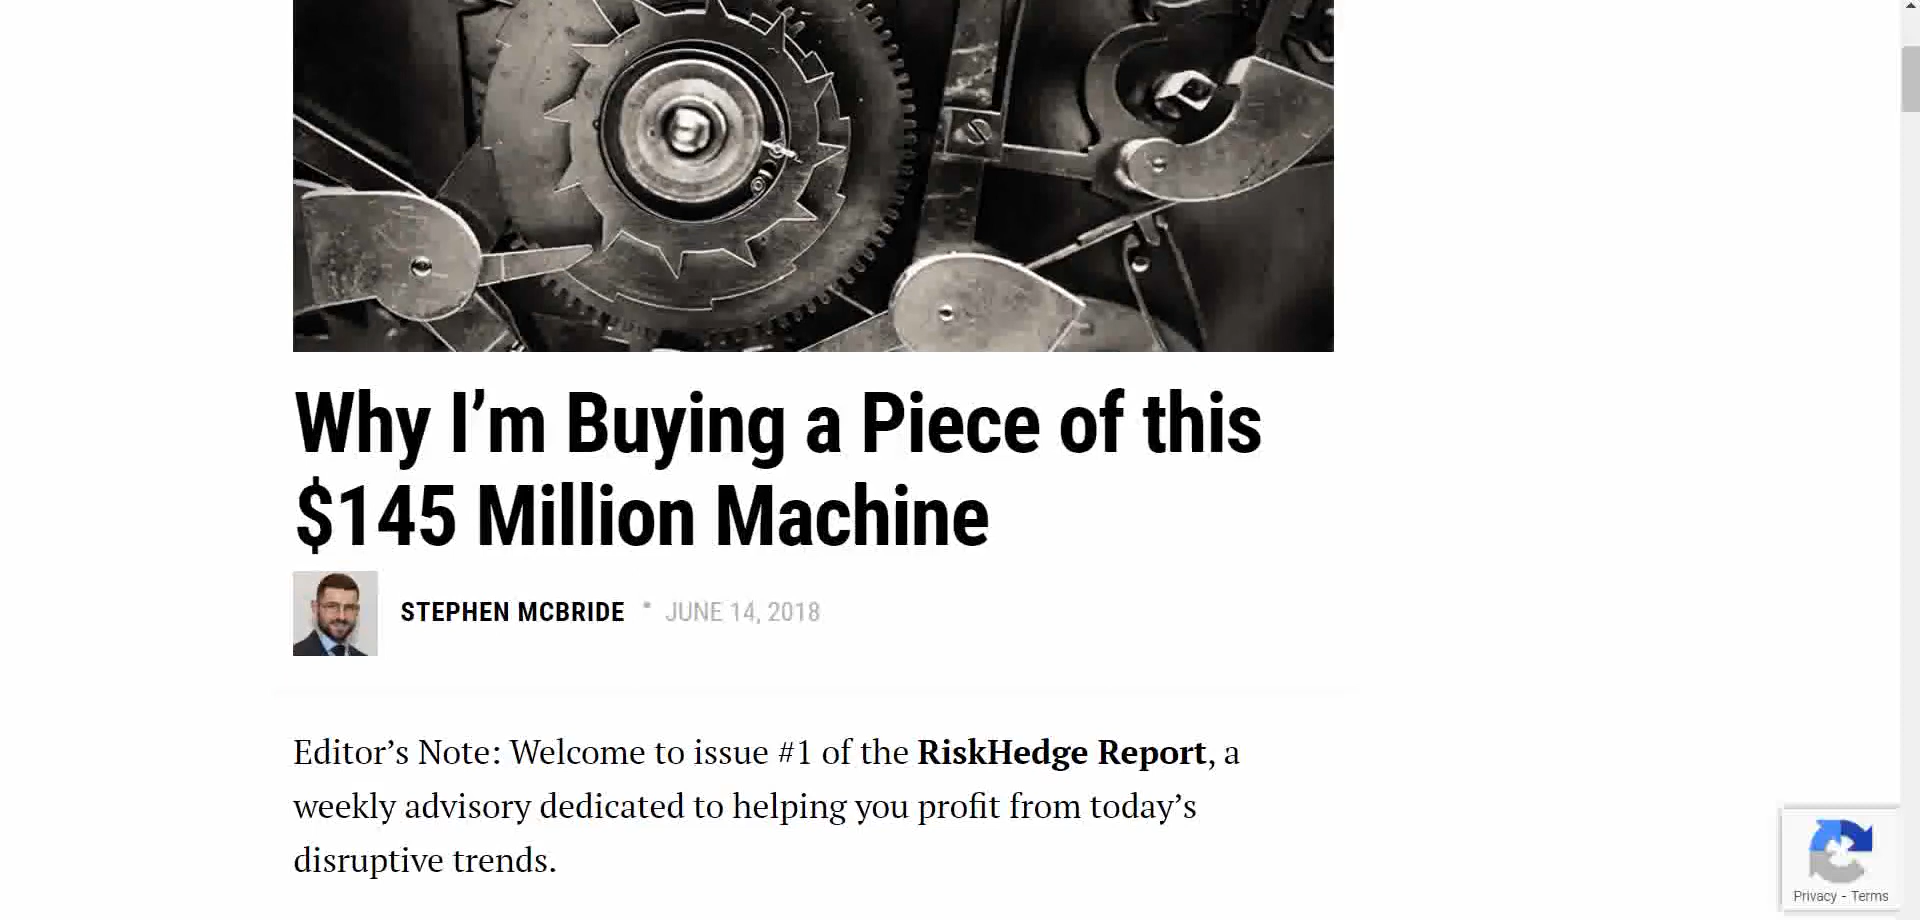 Why I’m Buying a Piece of this
$145 Million Machine
STEPHEN MCBRIDE • JUNE 14, 2018
Editor’s Note: Welcome to issue #1 of the RiskHedge Report, a
weekly advisory dedicated to helping you profit from today’s
disruptive trends.
Privacy - Terms